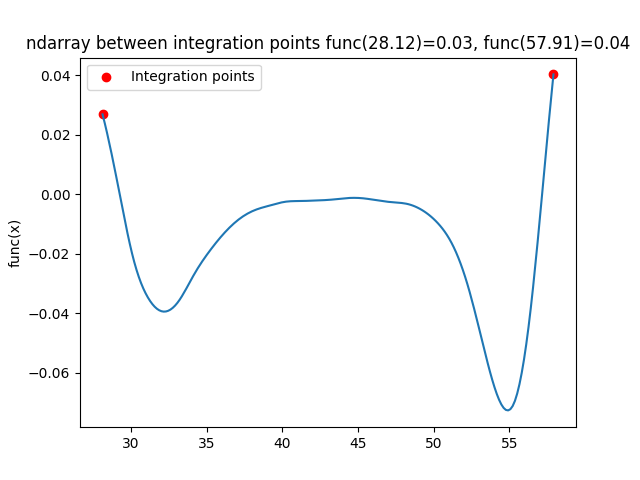 ndarray between integration points func(28.12)=0.03, func(57.91)=0.04
Integration points
func(x)
0.04
0.02
0.00
−0.02
−0.04
−0.06
30 35 40 45 50 55